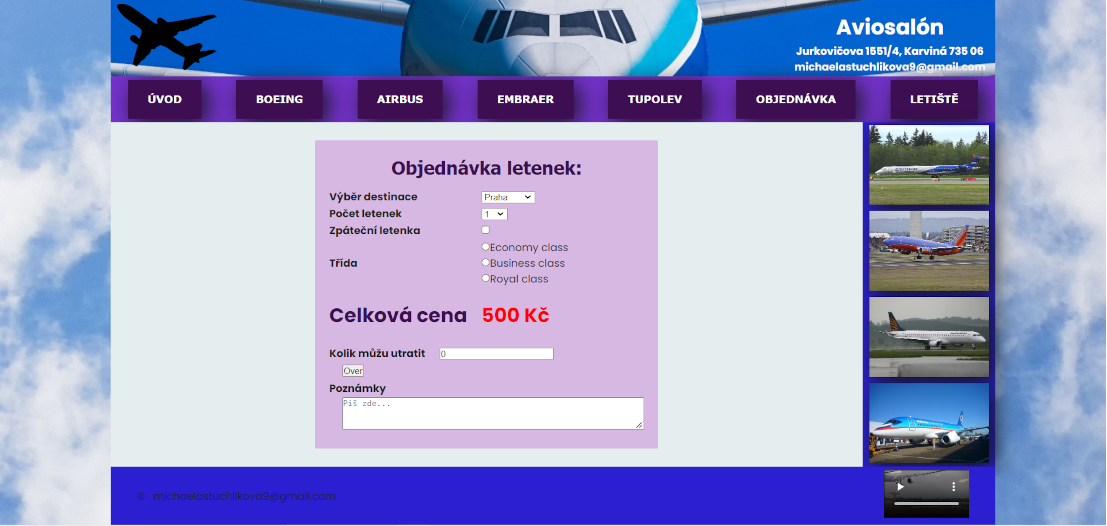 Aviosalón
Jurkovičova 1551/4, Karviná 735 06
michaelastuchlikova9@gmail.com
ÚVOD
BOEING
AIRBUS
EMBRAER
TUPOLEV
OBJEDNÁVKA
LETIŠTĚ
Objednávka letenek:
Výběr destinace Praha
Počet letenek 1
Zpáteční letenka
Economy class
Třída Business class
Royal class
Celková cena 500 Kč
Kolik můžu utratit 0
Over
Poznámky
Piš zde...
© - michaelastuchlikova9@gmail.com